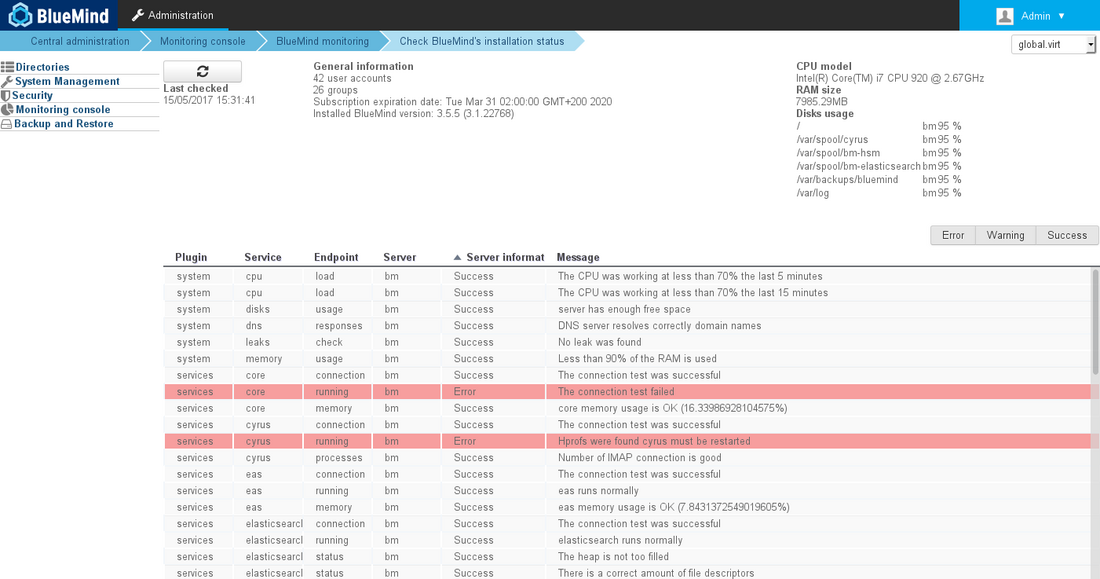 BlueMind
Administration
Admin
Central administration
Monitoring console
BlueMind monitoring
Check BlueMind's installation status
global.virt
Directories
System Management
Security
Monitoring console
Backup and Restore
Last checked
15/05/2017 15:31:41
General information
42 user accounts
26 groups
Subscription expiration date: Tue Mar 31 02:00:00 GMT+200 2020
Installed BlueMind version: 3.5.5 (3.1.22768)
CPU model
Intel(R) Core(TM) i7 CPU 920 @ 2.67GHz
RAM size
7985.29MB
Disks usage
/ bm95 %
/var/spool/cyrus bm95 %
/var/spool/bm-hsm bm95 %
/var/spool/bm-elasticsearch bm95 %
/var/backups/bluemind bm95 %
/var/log bm95 %
Error Warning Success
Plugin Service Endpoint Server Server informat Message
system cpu load bm Success The CPU was working at less than 70% the last 5 minutes
system cpu load bm Success The CPU was working at less than 70% the last 15 minutes
system disks usage bm Success server has enough free space
system dns responses bm Success DNS server resolves correctly domain names
system leaks check bm Success No leak was found
system memory usage bm Success Less than 90% of the RAM is used
services core connection bm Success The connection test was successful
services core running bm Error The connection test failed
services core memory bm Success core memory usage is OK (16.33986928104575%)
services cyrus connection bm Success The connection test was successful
services cyrus running bm Error Hprofs were found cyrus must be restarted
services cyrus processes bm Success Number of IMAP connection is good
services eas connection bm Success The connection test was successful
services eas running bm Success eas runs normally
services eas memory bm Success eas memory usage is OK (7.8431372549019605%)
services elasticsearcl connection bm Success The connection test was successful
services elasticsearcl running bm Success elasticsearch runs normally
services elasticsearcl status bm Success The heap is not too filled
services elasticsearcl status bm Success There is a correct amount of file descriptors